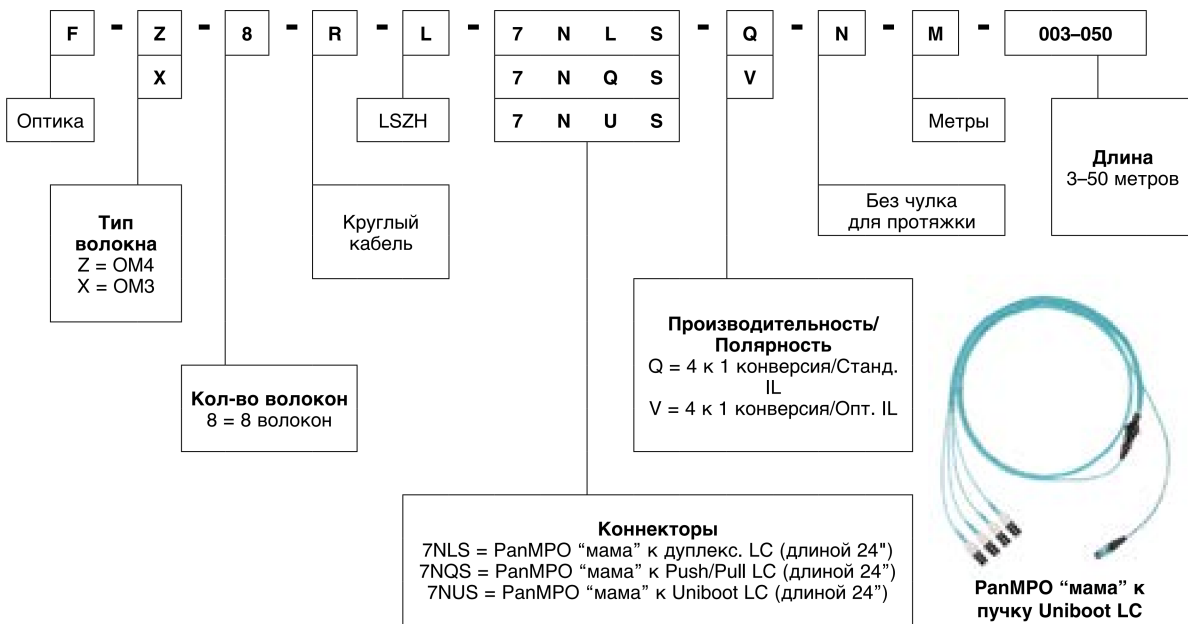 F - Z - 8 - R - L - 7 N L S - Q - N - M - 003–050
X 7 N Q S V
7 N U S
Оптика
LSZH
Метры
Длина
3–50 метров
Тип
волокна
Z = OM4
X = OM3
Круглый
кабель
Без чулка
для протяжки
Производительность/
Полярность
Q = 4 к 1 конверсия/Станд.
IL
V = 4 к 1 конверсия/Опт. IL
Кол-во волокон
8 = 8 волокон
Коннекторы
7NLS = PanMPO “мама” к дуплекс. LC (длиной 24")
7NQS = PanMPO “мама” к Push/Pull LC (длиной 24”)
7NUS = PanMPO “мама” к Uniboot LC (длиной 24”)
PanMPO “мама” к
пучку Uniboot LC